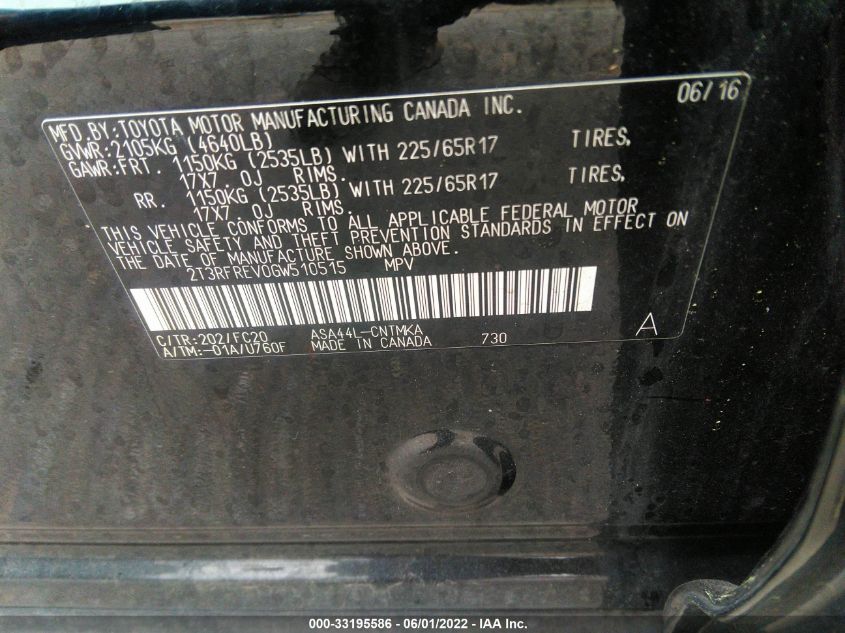 MFD. BY: TOYOTA MOTOR MANUFACTURING CANADA INC. 06/16
GVWR: 2105KG (4640LB)
GAWR: FRT. 1150KG (2535LB) WITH 225/65R17 TIRES,
17X7.0J RIMS.
RR. 1150KG (2535LB) WITH 225/65R17 TIRES,
17X7.0J RIMS.
THIS VEHICLE CONFORMS TO ALL APPLICABLE FEDERAL MOTOR
VEHICLE SAFETY AND THEFT PREVENTION STANDARDS IN EFFECT ON
THE DATE OF MANUFACTURE SHOWN ABOVE.
2T3RFREV0GW510515 MPV
A
C/TR: 202/FC20 ASA44L-CNTMKA
A/TM: -01A/U760F MADE IN CANADA 730
000-33195586 - 06/01/2022 - IAA Inc.